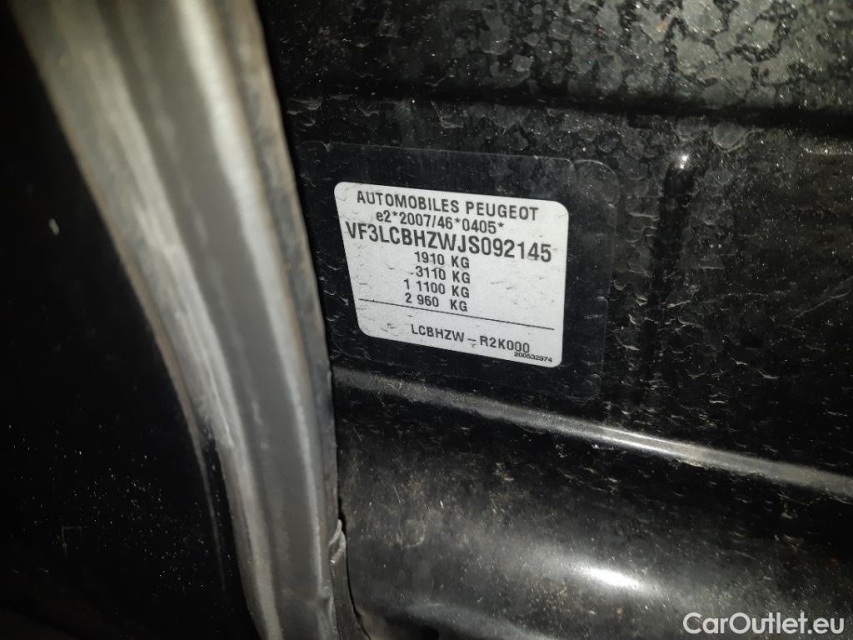 AUTOMOBILES PEUGEOT
e2*2007/46*0405*
VF3LCBHZWJS092145
1910 KG
3110 KG
1 1100 KG
2 960 KG
LCBHZW-R2K000
200532974
CarOutlet.eu